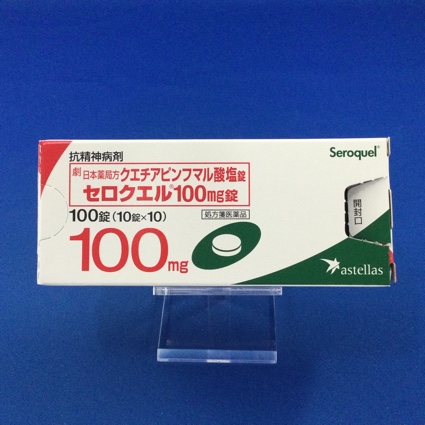 抗精神病剤
Seroquel®
劇 日本薬局方 クエチアピンフマル酸塩錠
セロクエル®100mg錠
100錠(10錠×10)
処方箋医薬品
100mg
開封口
astellas